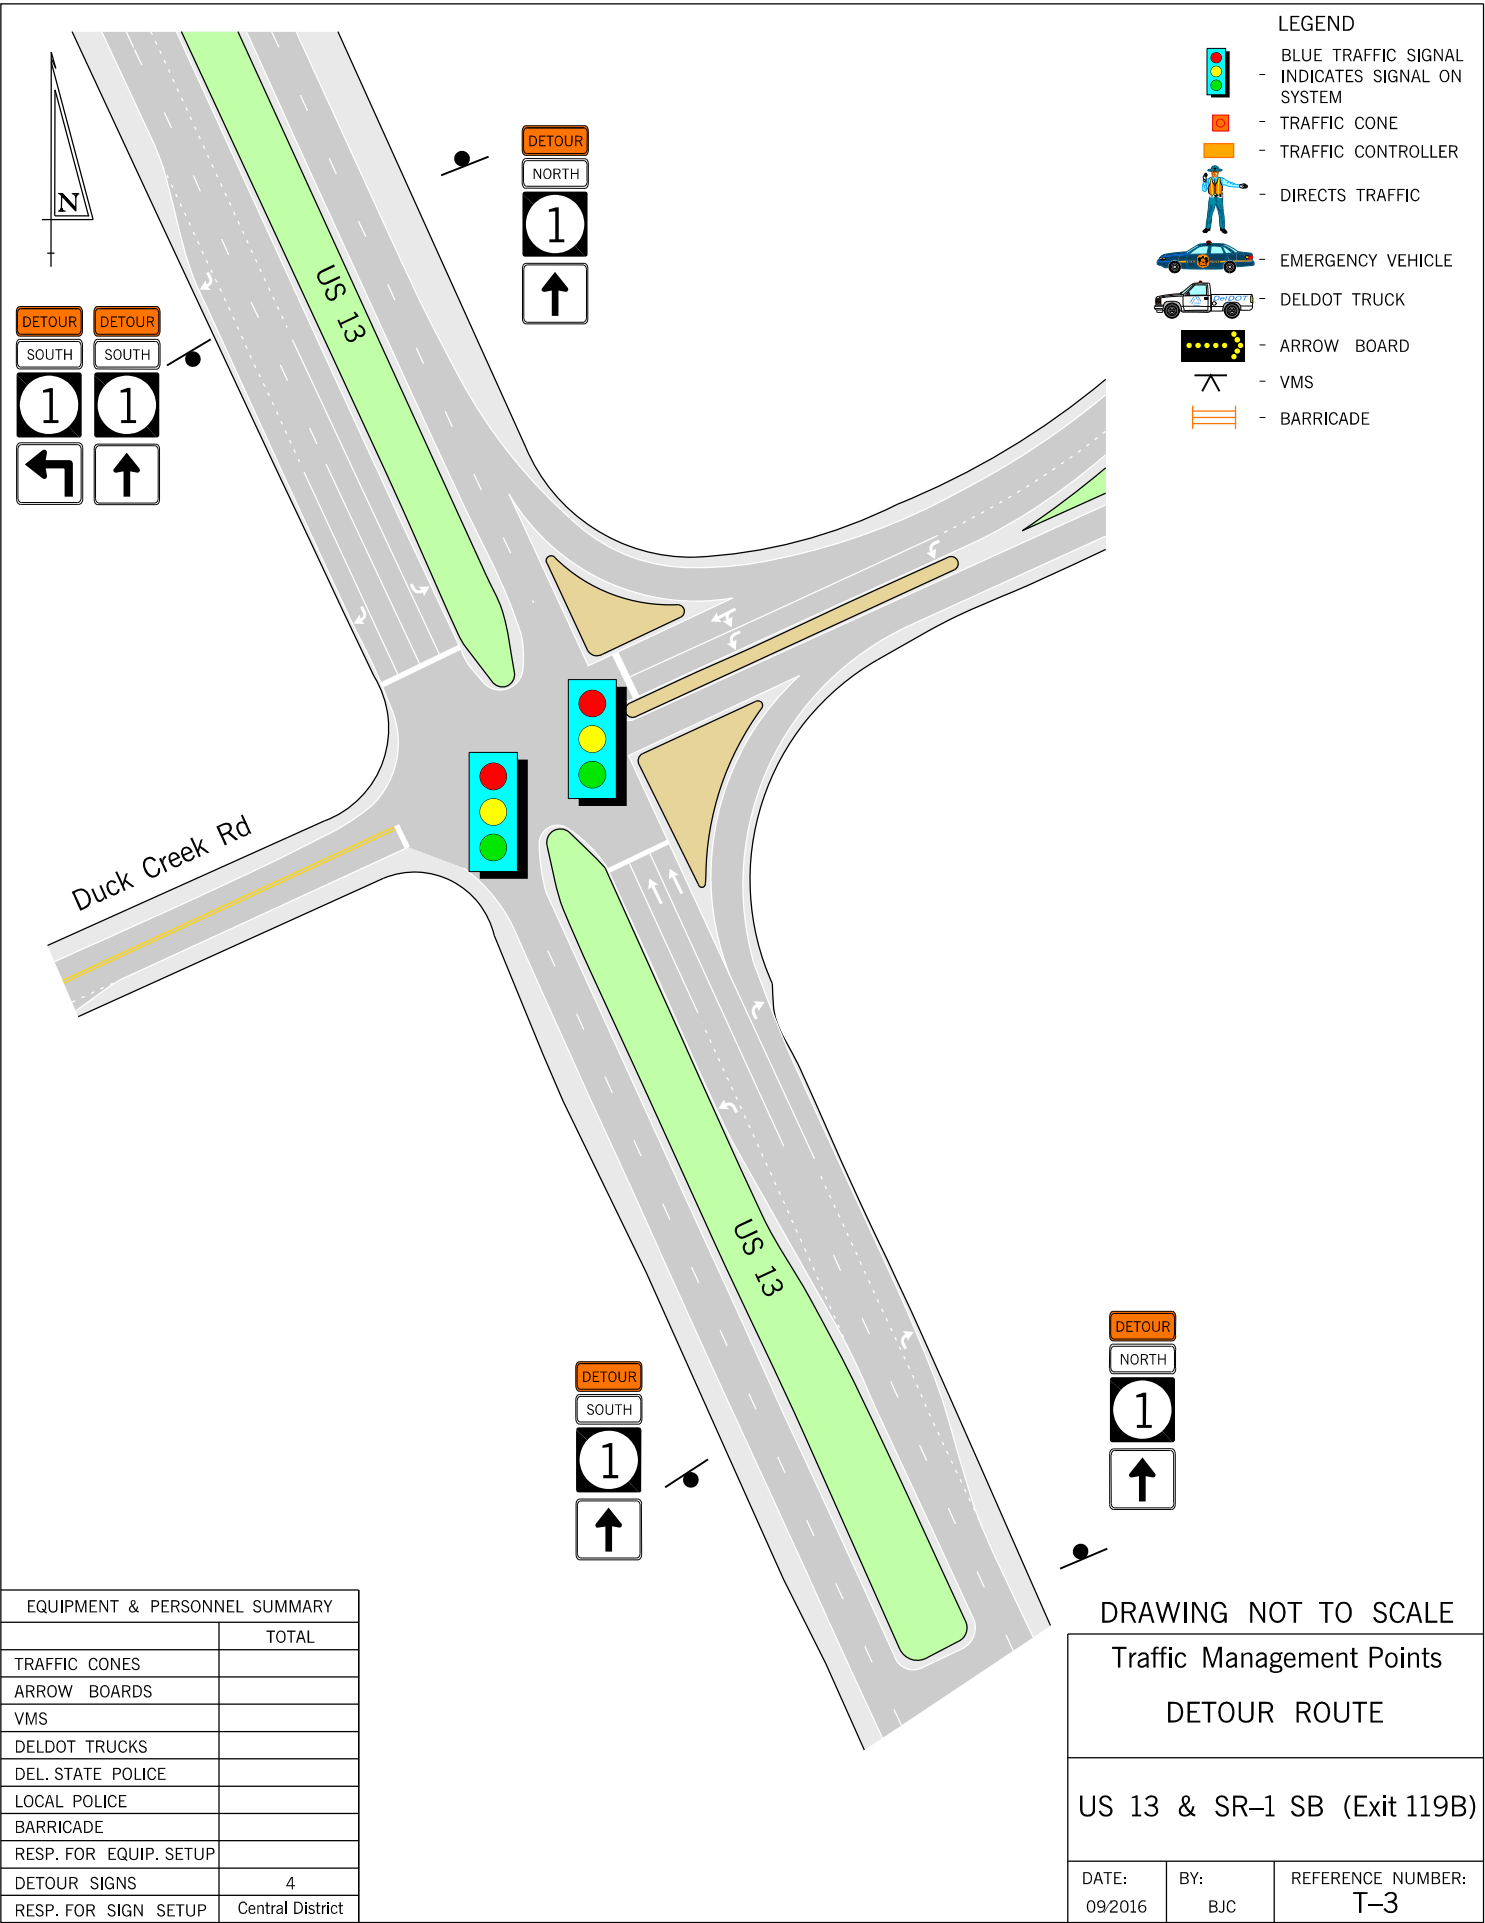 LEGEND
BLUE TRAFFIC SIGNAL
- INDICATES SIGNAL ON
SYSTEM
- TRAFFIC CONE
- TRAFFIC CONTROLLER
- DIRECTS TRAFFIC
- EMERGENCY VEHICLE
DelDOT
- DELDOT TRUCK
- ARROW BOARD
- VMS
- BARRICADE
N
DETOUR
NORTH
1
US 13
DETOUR DETOUR
SOUTH SOUTH
1 1
Duck Creek Rd
US 13
DETOUR
NORTH
1
DETOUR
SOUTH
1
EQUIPMENT & PERSONNEL SUMMARY
TOTAL
TRAFFIC CONES
ARROW BOARDS
VMS
DELDOT TRUCKS
DEL. STATE POLICE
LOCAL POLICE
BARRICADE
RESP. FOR EQUIP. SETUP
DETOUR SIGNS 4
RESP. FOR SIGN SETUP Central District
DRAWING NOT TO SCALE
Traffic Management Points
DETOUR ROUTE
US 13 & SR-1 SB (Exit 119B)
DATE: BY: REFERENCE NUMBER:
09/2016 BJC T-3